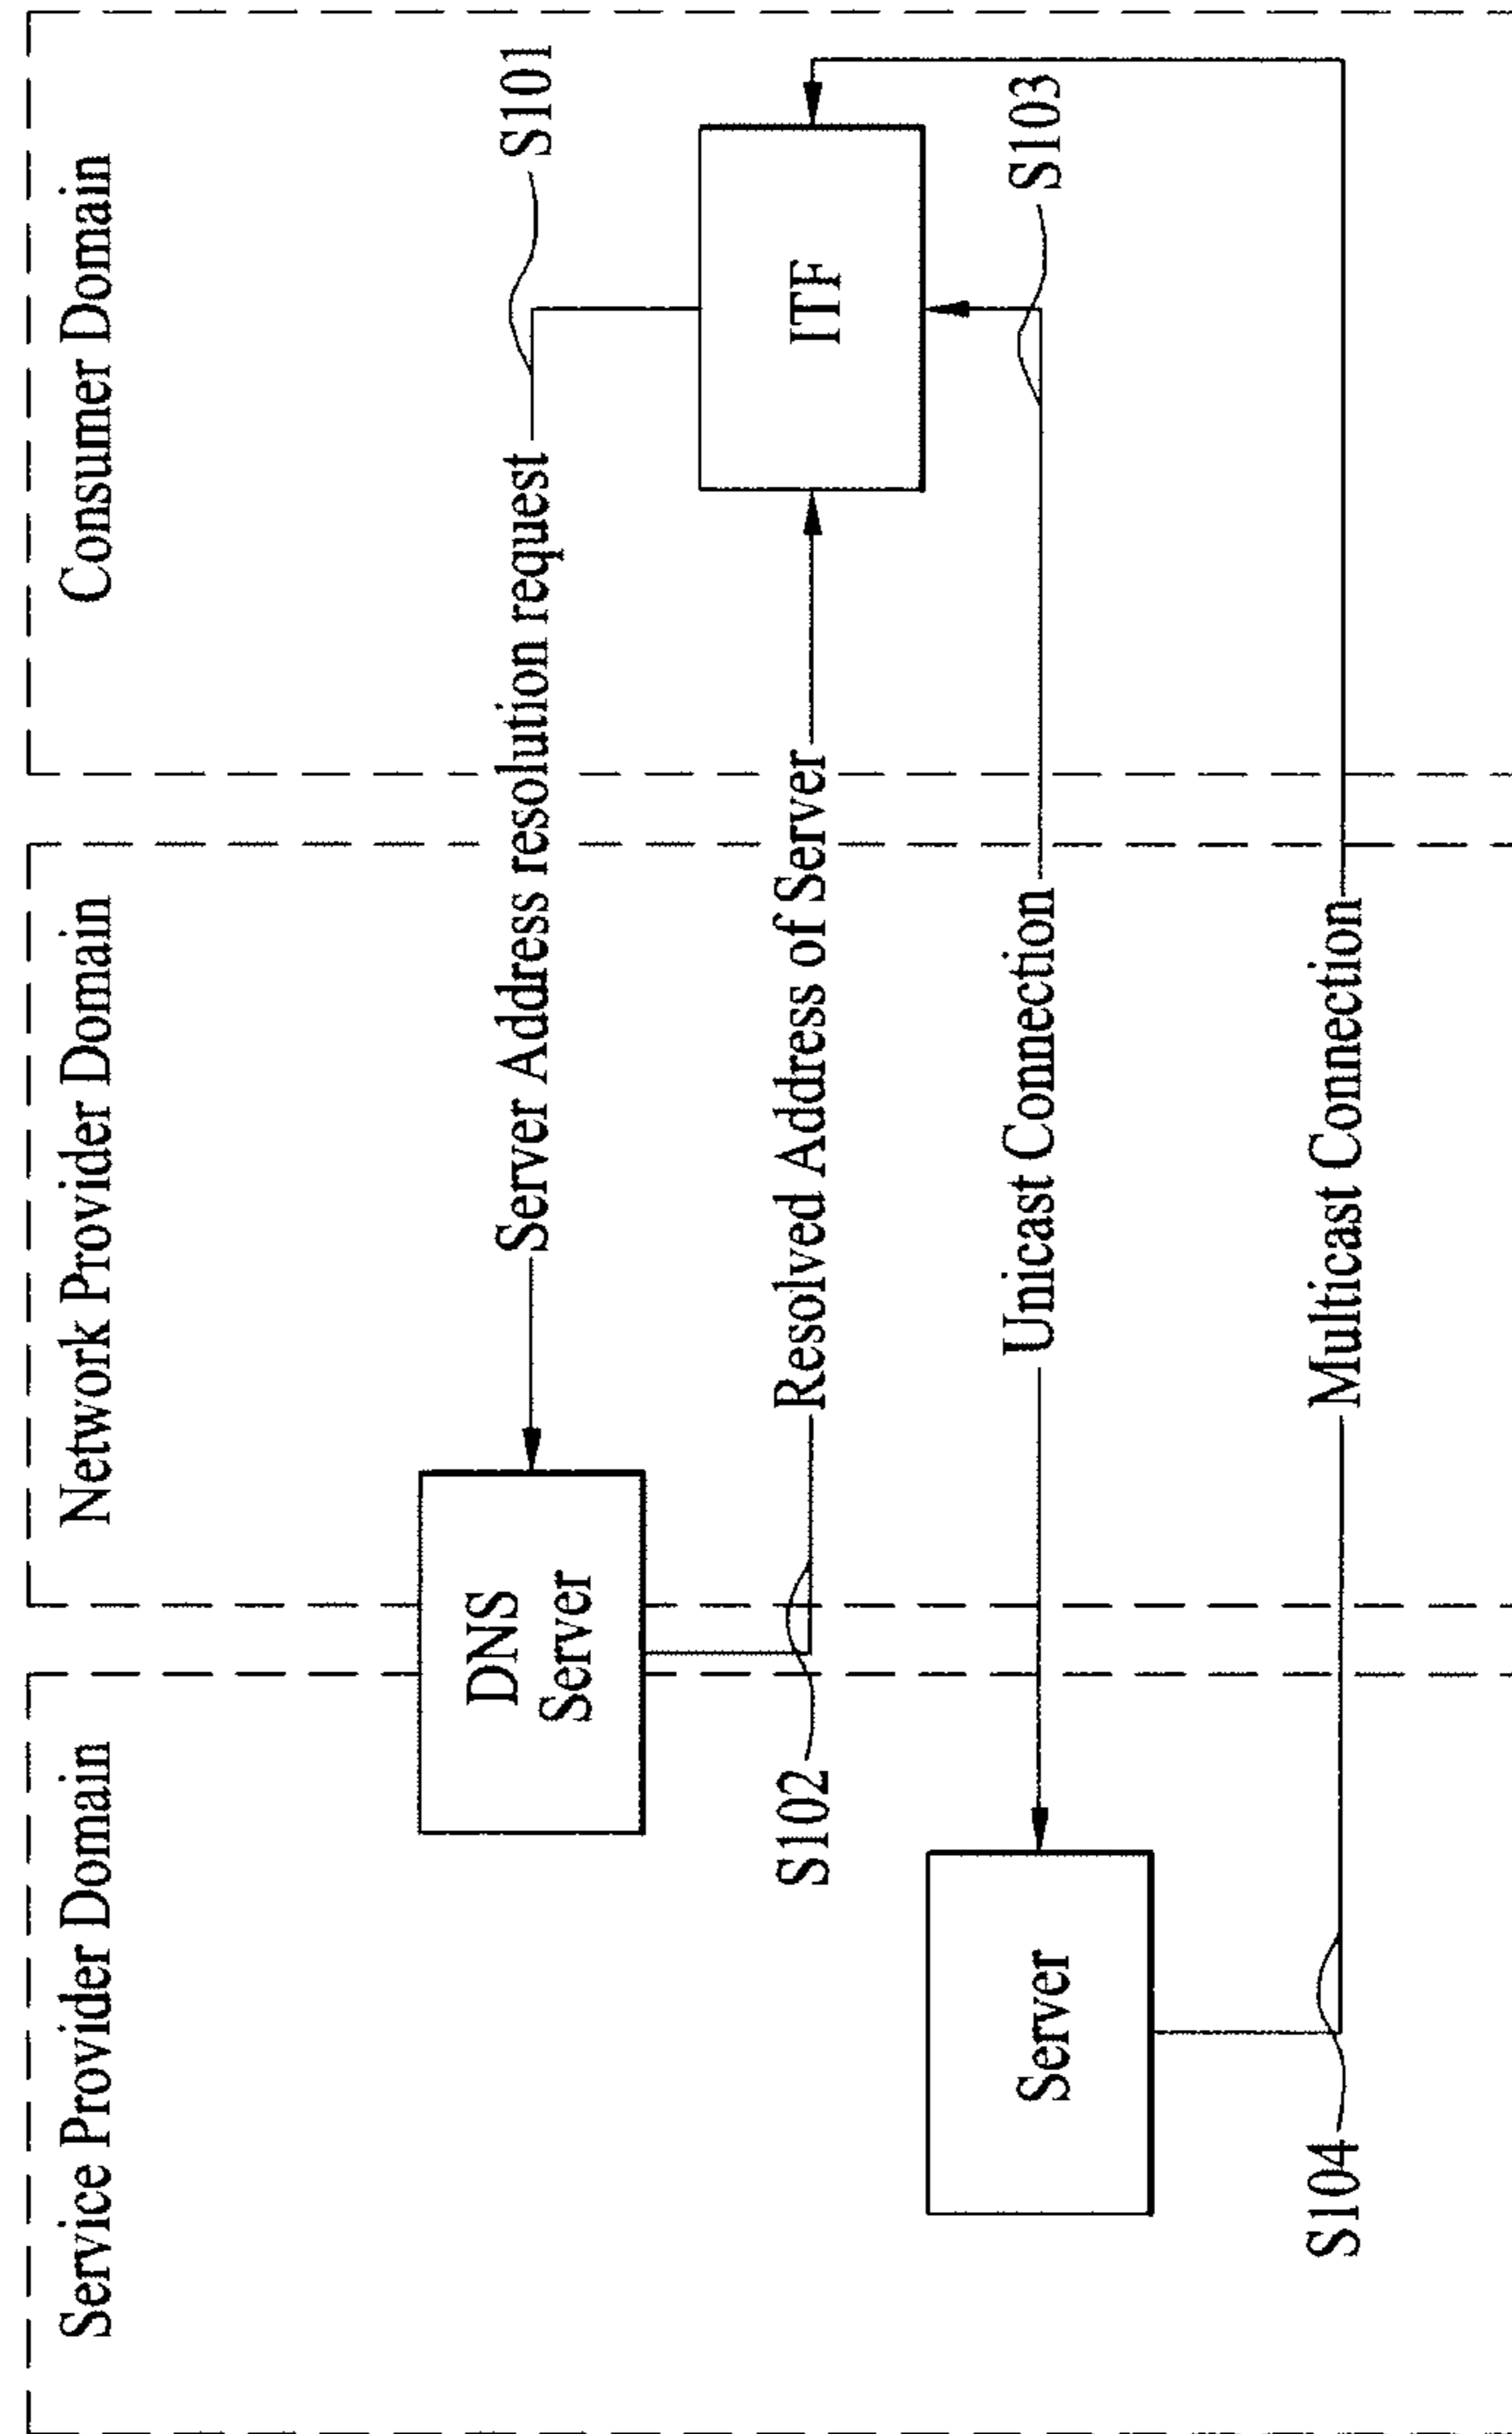 Service Provider Domain
Network Provider Domain
Consumer Domain
DNS
Server
Server Address resolution request
S101
ITF
S102
Resolved Address of Server
Server
Unicast Connection
S103
S104
Multicast Connection